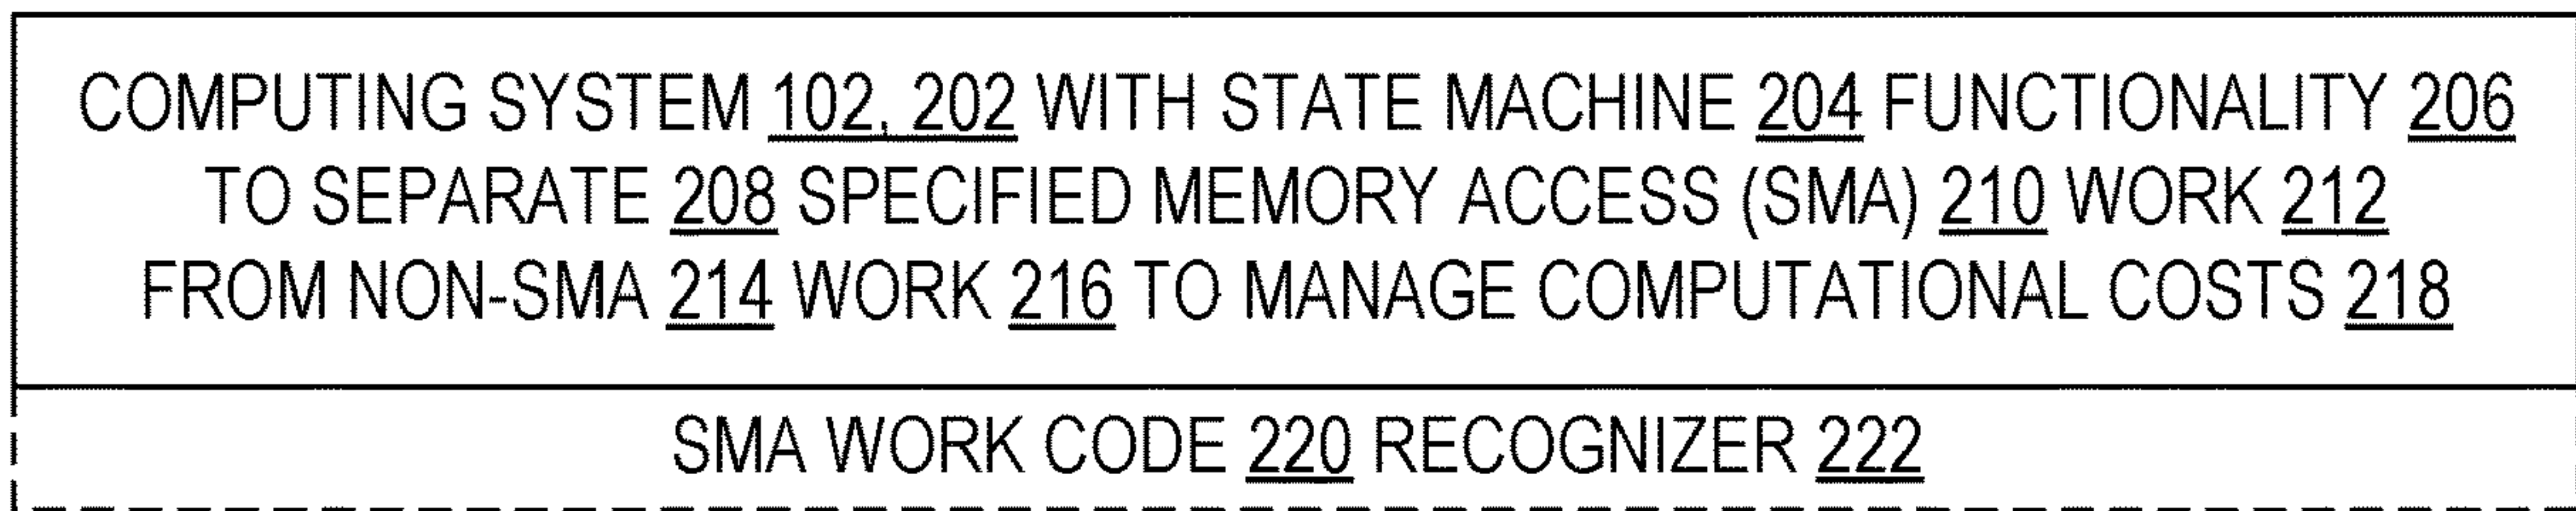 COMPUTING SYSTEM 102, 202 WITH STATE MACHINE 204 FUNCTIONALITY 206
TO SEPARATE 208 SPECIFIED MEMORY ACCESS (SMA) 210 WORK 212
FROM NON-SMA 214 WORK 216 TO MANAGE COMPUTATIONAL COSTS 218
SMA WORK CODE 220 RECOGNIZER 222